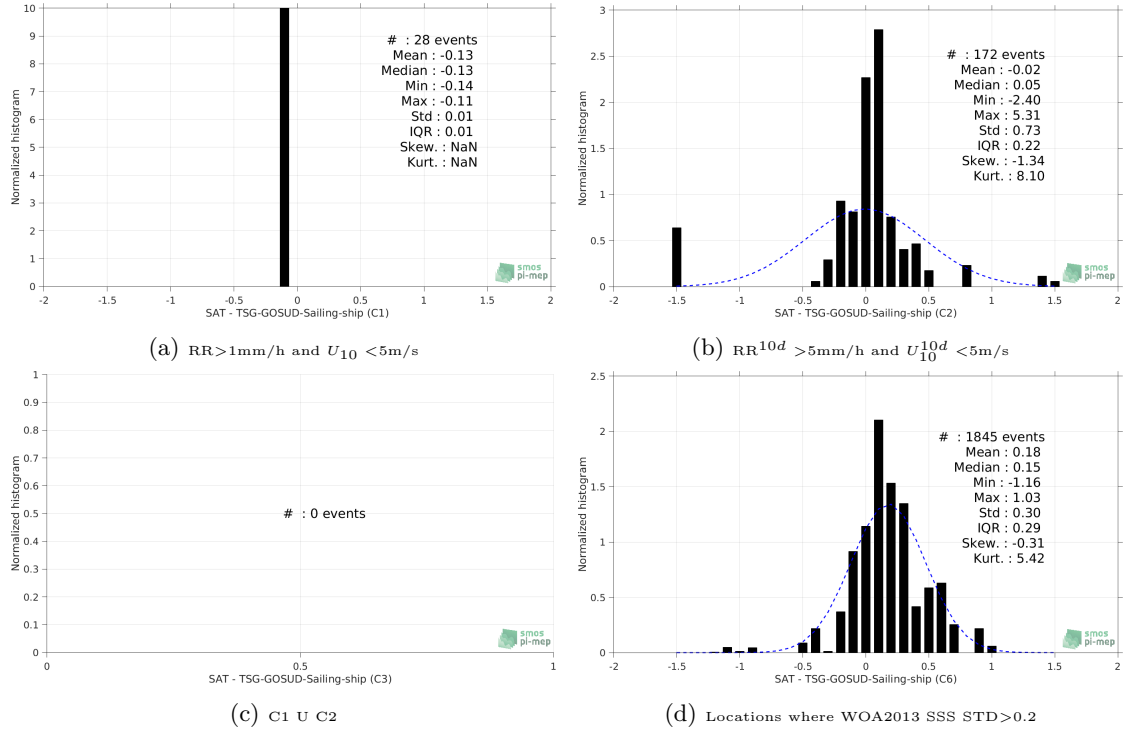 10
9
8
7
6
5
4
3
2
1
0
Normalized histogram
# : 28 events
Mean : -0.13
Median : -0.13
Min : -0.14
Max : -0.11
Std : 0.01
IQR : 0.01
Skew. : NaN
Kurt. : NaN
smos
pi-mep
-2 -1 0 1 2
-1.5 -0.5 0.5 1.5
SAT - TSG-GOSUD-Sailing-ship (C1)
(a) RR>1mm/h and U10 <5m/s
3
2.5
2
1.5
1
0.5
0
Normalized histogram
# : 172 events
Mean : -0.02
Median : 0.05
Min : -2.40
Max : 5.31
Std : 0.73
IQR : 0.22
Skew. : -1.34
Kurt. : 8.10
smos
pi-mep
-2 -1.5 -1 -0.5 0 0.5 1 1.5 2
SAT - TSG-GOSUD-Sailing-ship (C2)
(b) RR^10d >5mm/h and U10^10d <5m/s
1
0.9
0.8
0.7
0.6
0.5
0.4
0.3
0.2
0.1
0
Normalized histogram
# : 0 events
smos
pi-mep
0 0.5 1
SAT - TSG-GOSUD-Sailing-ship (C3)
(c) C1 U C2
2.5
2
1.5
1
0.5
0
Normalized histogram
# : 1845 events
Mean : 0.18
Median : 0.15
Min : -1.16
Max : 1.03
Std : 0.30
IQR : 0.29
Skew. : -0.31
Kurt. : 5.42
smos
pi-mep
-2 -1.5 -1 -0.5 0 0.5 1 1.5 2
SAT - TSG-GOSUD-Sailing-ship (C6)
(d) Locations where WOA2013 SSS STD>0.2